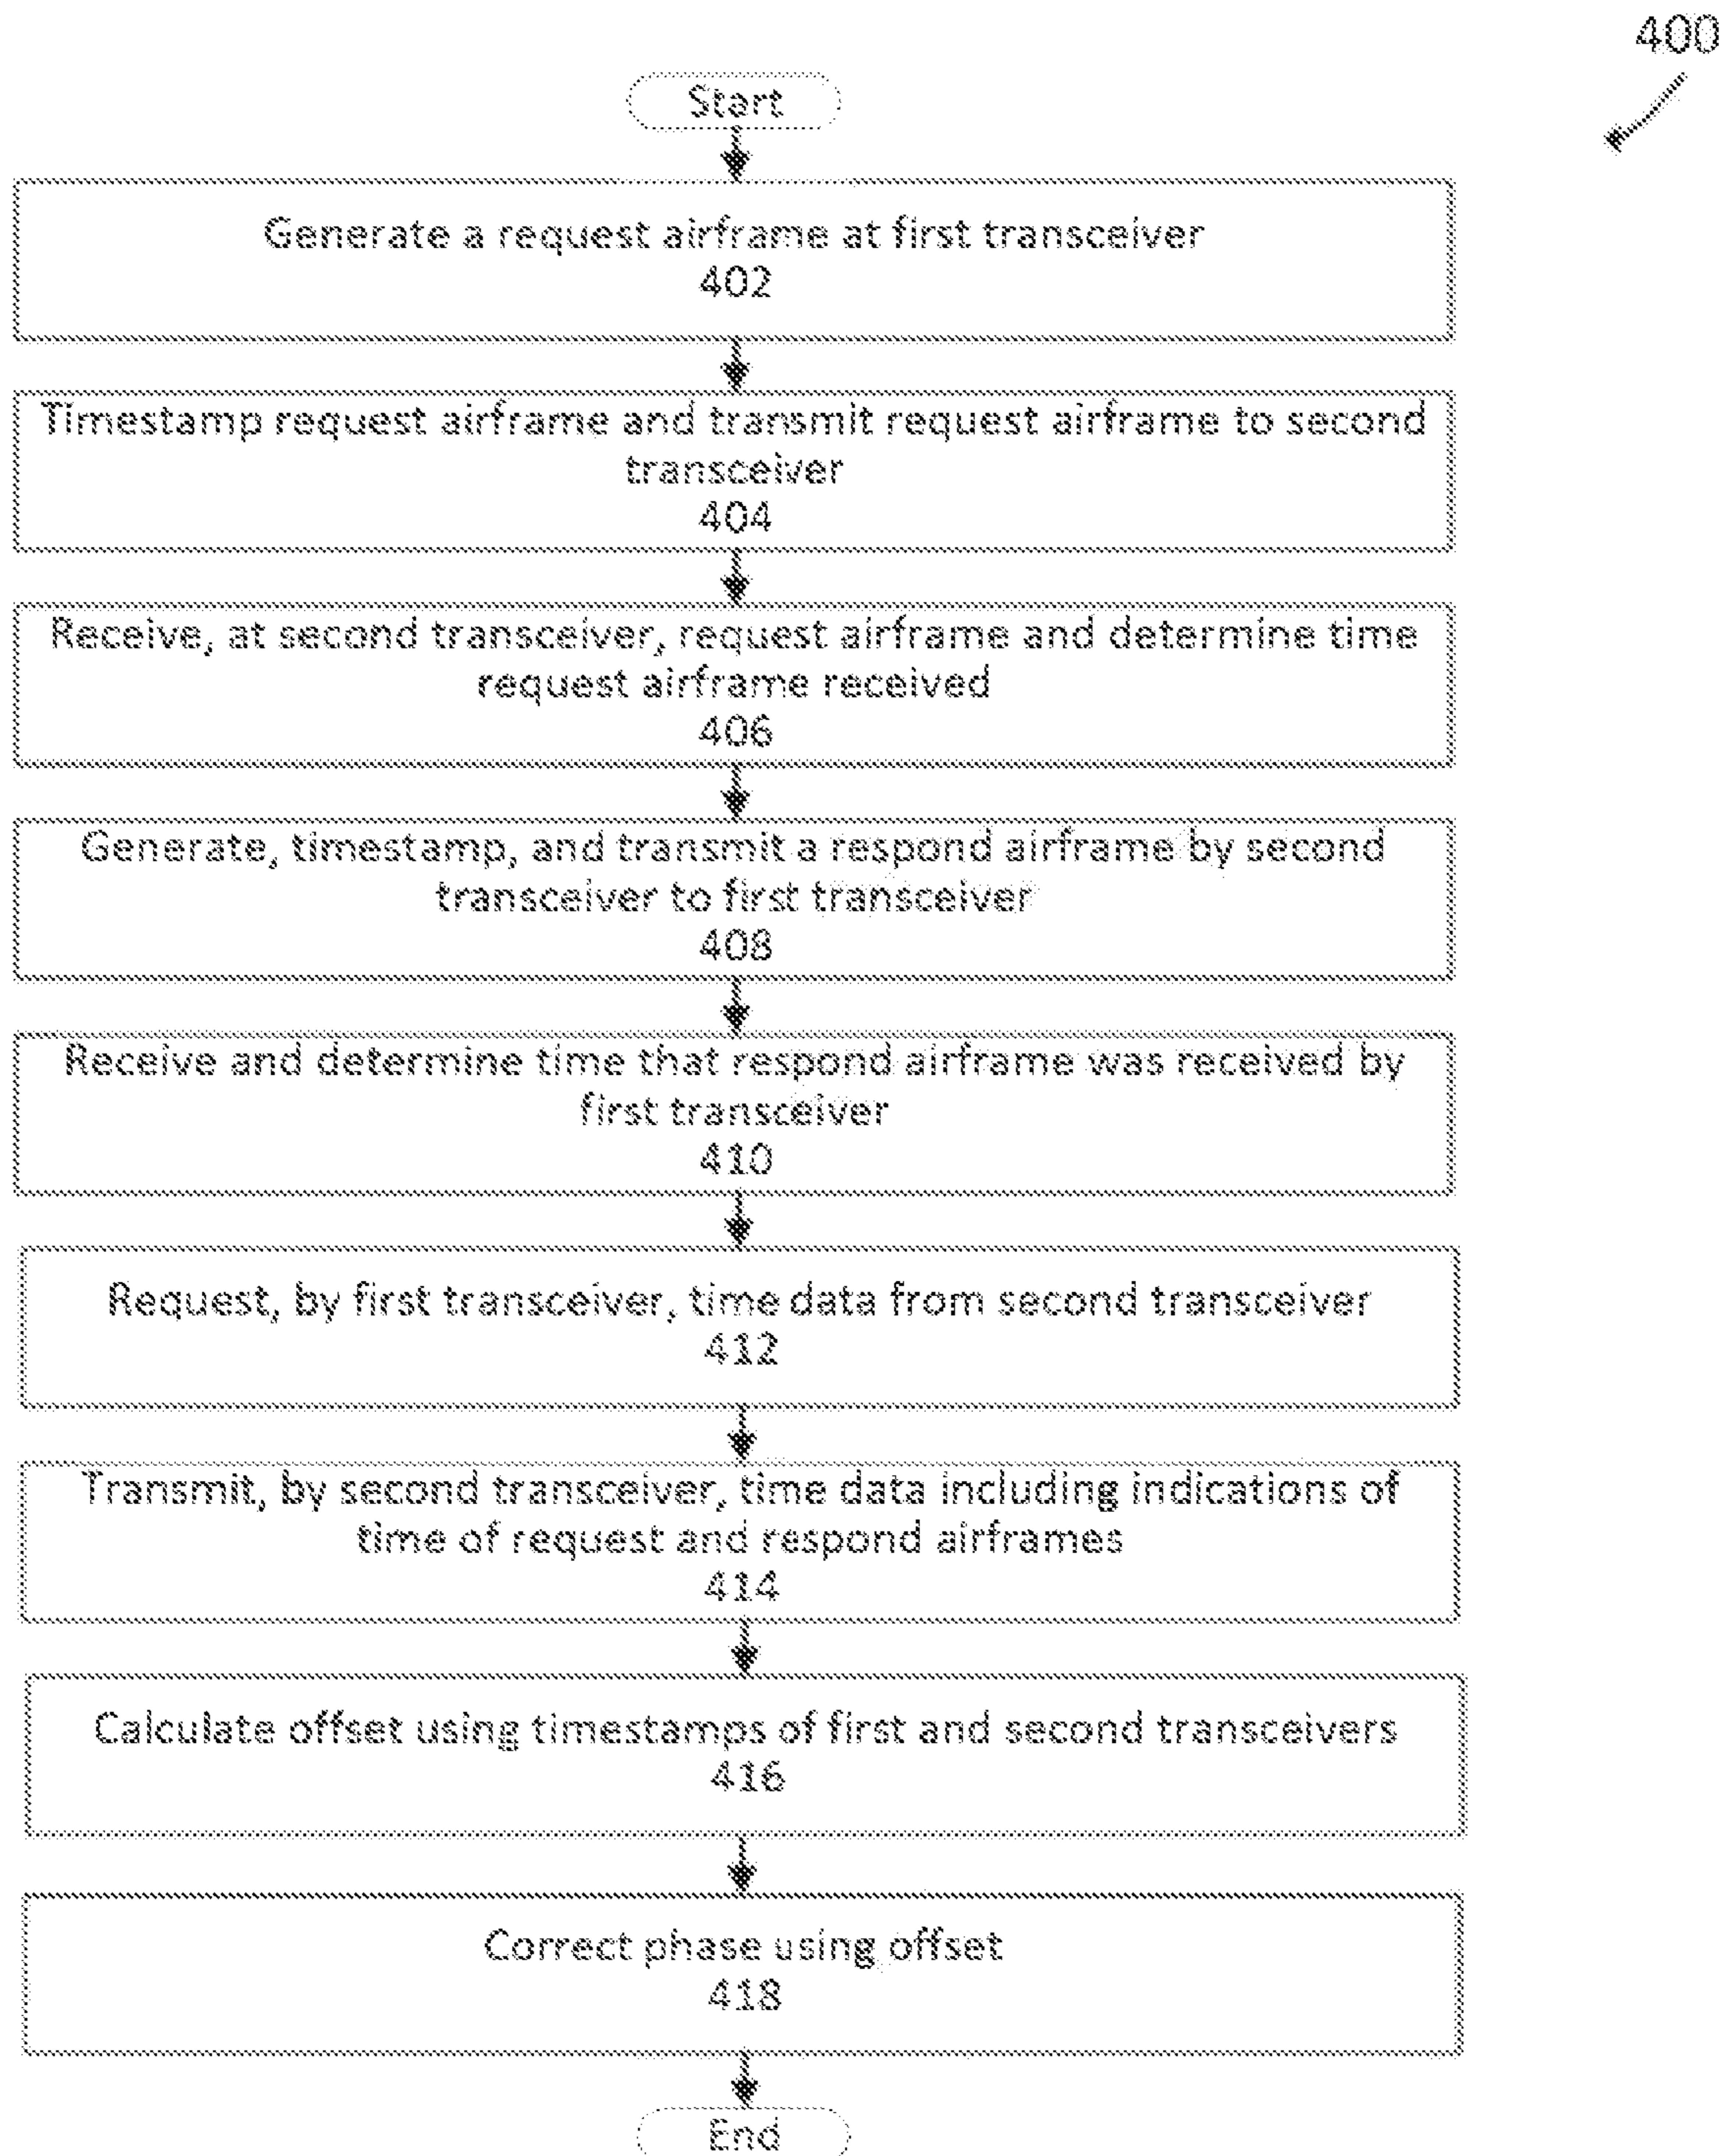 400
Start
Generate a request airframe at first transceiver
402
Timestamp request airframe and transmit request airframe to second
transceiver
404
Receive, at second transceiver, request airframe and determine time
request airframe received
406
Generate, timestamp, and transmit a respond airframe by second
transceiver to first transceiver
408
Receive and determine time that respond airframe was received by
first transceiver
410
Request, by first transceiver, time data from second transceiver
412
Transmit, by second transceiver, time data including indications of
time of request and respond airframes
414
Calculate offset using timestamps of first and second transceivers
416
Correct phase using offset
418
End